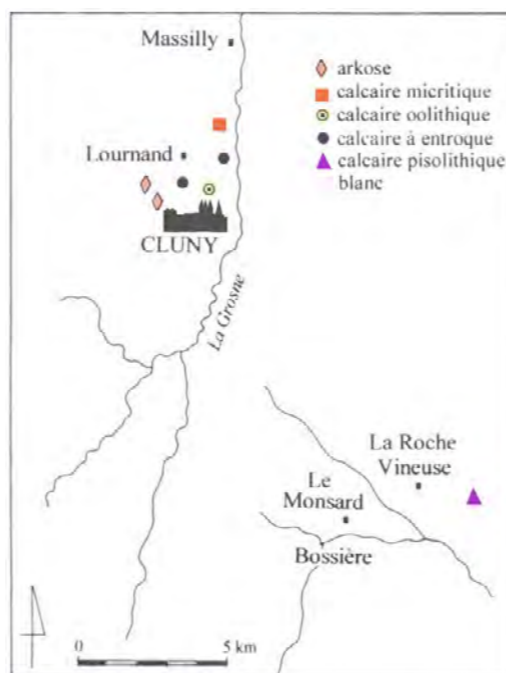 Massilly
arkose
calcaire micritique
calcaire oolithique
calcaire à entroque
calcaire pisolithique
blanc
Lournand
CLUNY
La Grosne
La Roche
Vineuse
Le
Monsard
Bossière
0 5 km